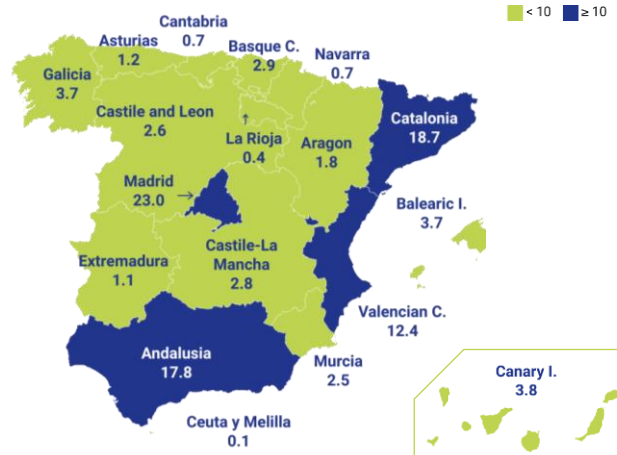 < 10 ≥ 10
Cantabria
0.7
Asturias
1.2
Basque C.
2.9
Navarra
0.7
Galicia
3.7
Castile and Leon
2.6
La Rioja
0.4
Aragon
1.8
Catalonia
18.7
Madrid
23.0
Balearic I.
3.7
Extremadura
1.1
Castile-La
Mancha
2.8
Valencian C.
12.4
Andalusia
17.8
Murcia
2.5
Canary I.
3.8
Ceuta y Melilla
0.1